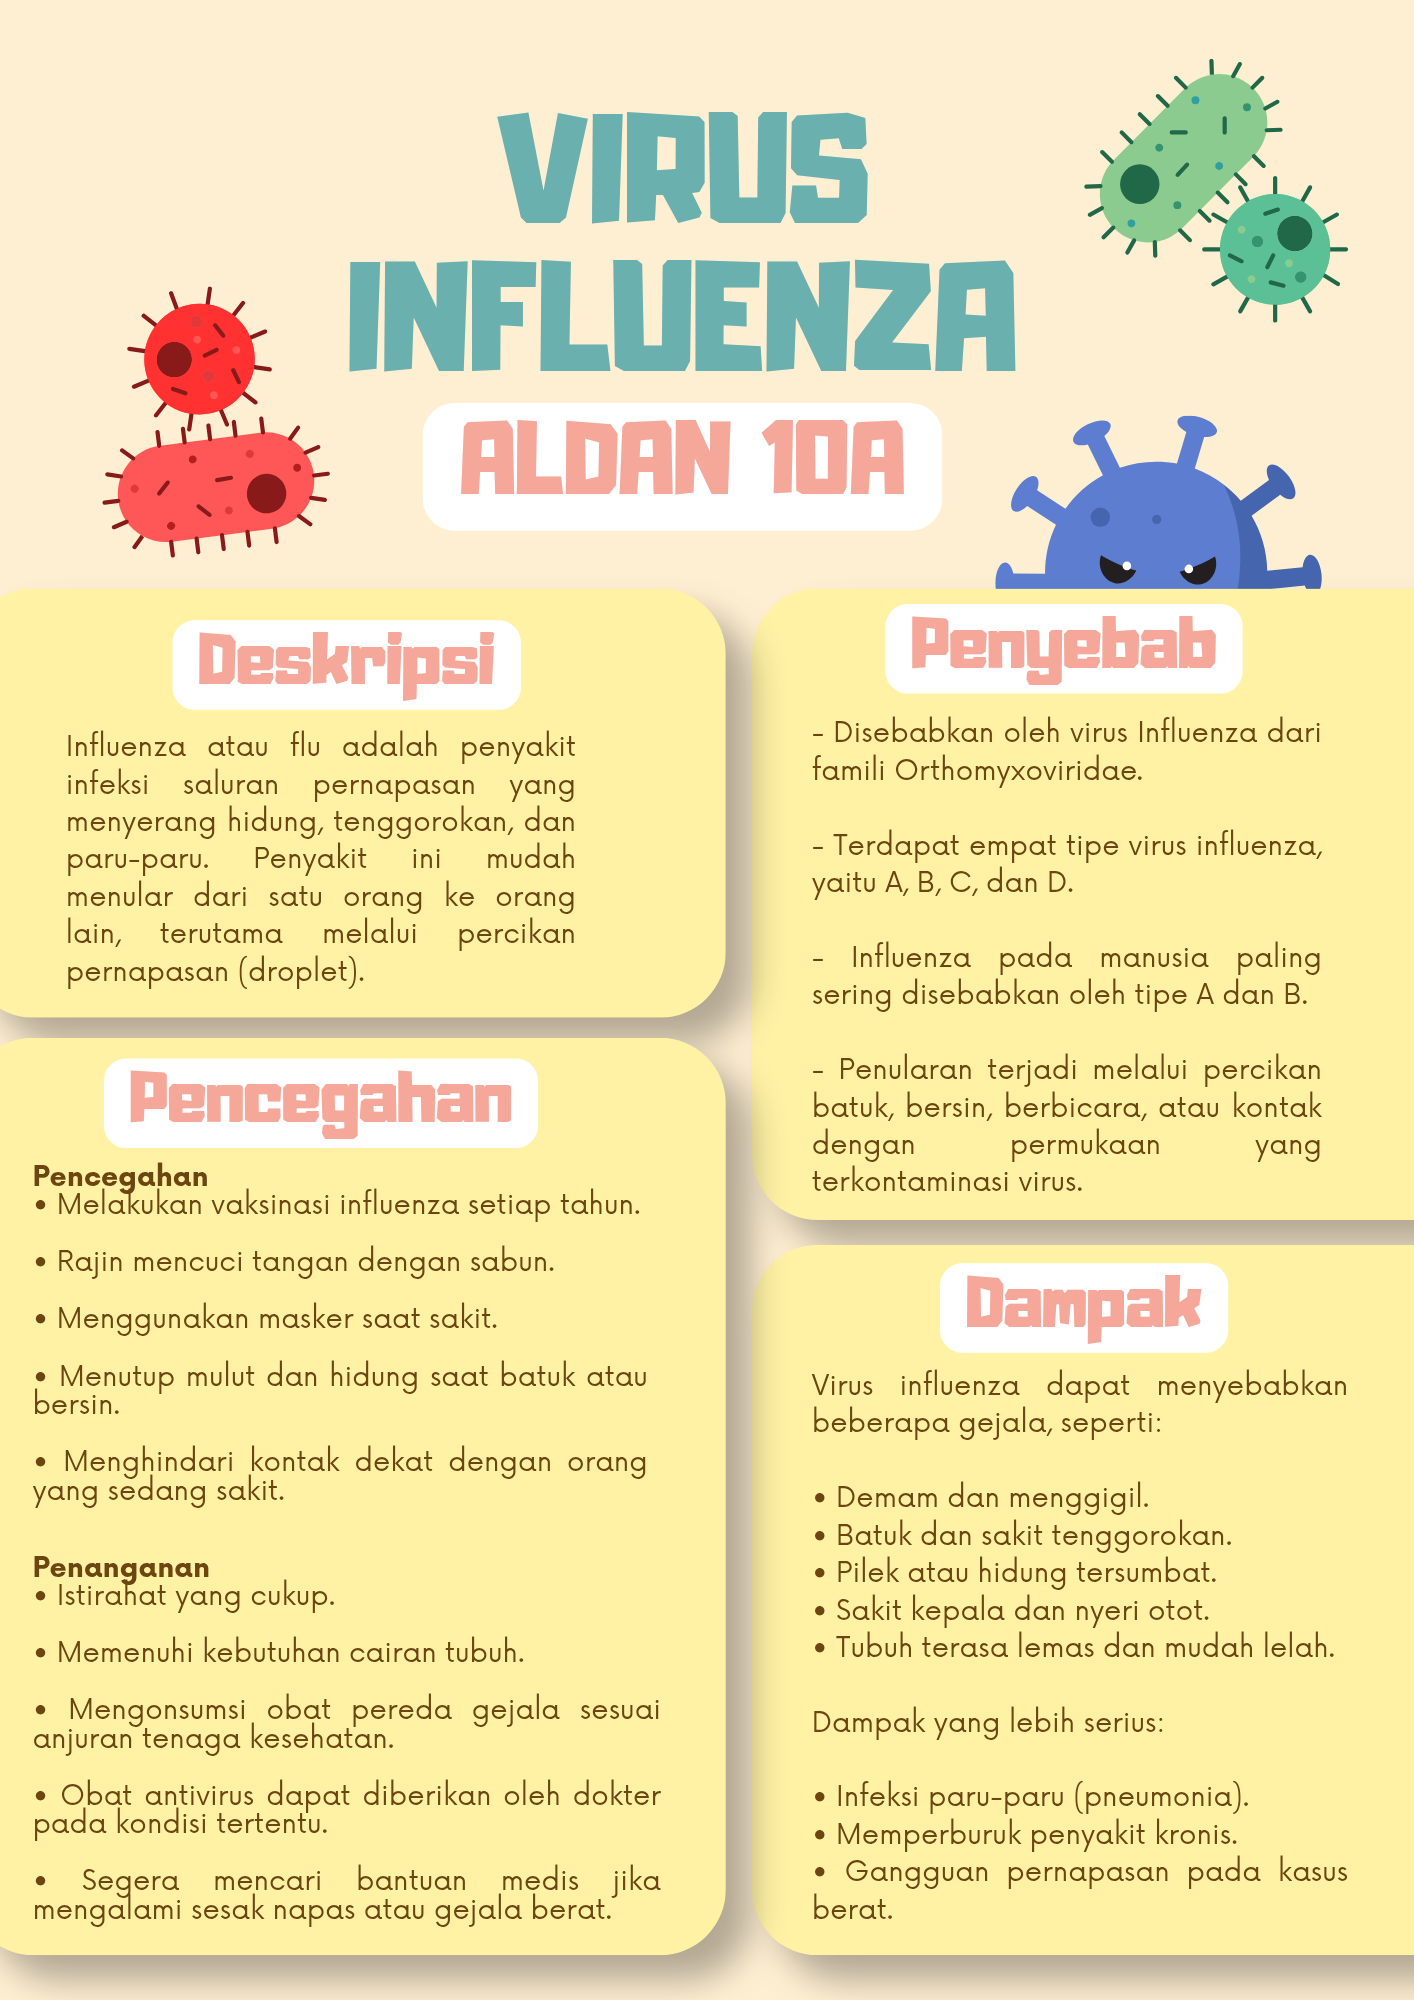 VIRUS
INFLUENZA
ALDAN 10A
Deskripsi
Influenza atau flu adalah penyakit
infeksi saluran pernapasan yang
menyerang hidung, tenggorokan, dan
paru-paru. Penyakit ini mudah
menular dari satu orang ke orang
lain, terutama melalui percikan
pernapasan (droplet).
Pencegahan
Pencegahan
• Melakukan vaksinasi influenza setiap tahun.
• Rajin mencuci tangan dengan sabun.
• Menggunakan masker saat sakit.
• Menutup mulut dan hidung saat batuk atau
bersin.
• Menghindari kontak dekat dengan orang
yang sedang sakit.
Penanganan
• Istirahat yang cukup.
• Memenuhi kebutuhan cairan tubuh.
• Mengonsumsi obat pereda gejala sesuai
anjuran tenaga kesehatan.
• Obat antivirus dapat diberikan oleh dokter
pada kondisi tertentu.
• Segera mencari bantuan medis jika
mengalami sesak napas atau gejala berat.
Penyebab
- Disebabkan oleh virus Influenza dari
famili Orthomyxoviridae.
- Terdapat empat tipe virus influenza,
yaitu A, B, C, dan D.
- Influenza pada manusia paling
sering disebabkan oleh tipe A dan B.
- Penularan terjadi melalui percikan
batuk, bersin, berbicara, atau kontak
dengan permukaan yang
terkontaminasi virus.
Dampak
Virus influenza dapat menyebabkan
beberapa gejala, seperti:
• Demam dan menggigil.
• Batuk dan sakit tenggorokan.
• Pilek atau hidung tersumbat.
• Sakit kepala dan nyeri otot.
• Tubuh terasa lemas dan mudah lelah.
Dampak yang lebih serius:
• Infeksi paru-paru (pneumonia).
• Memperburuk penyakit kronis.
• Gangguan pernapasan pada kasus
berat.